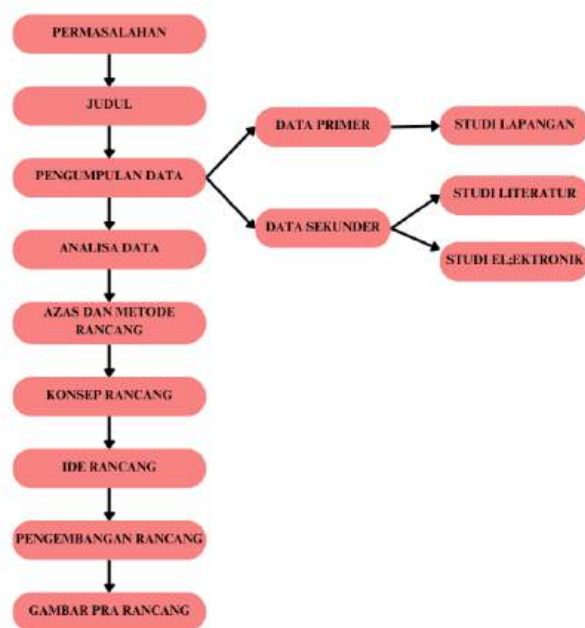 PERMASALAHAN
JUDUL
DATA PRIMER
STUDI LAPANGAN
PENGUMPULAN DATA
STUDI LITERATUR
DATA SEKUNDER
ANALISA DATA
STUDI EL;EKTRONIK
AZAS DAN METODE
RANCANG
KONSEP RANCANG
IDE RANCANG
PENGEMBANGAN RANCANG
GAMBAR PRA RANCANG